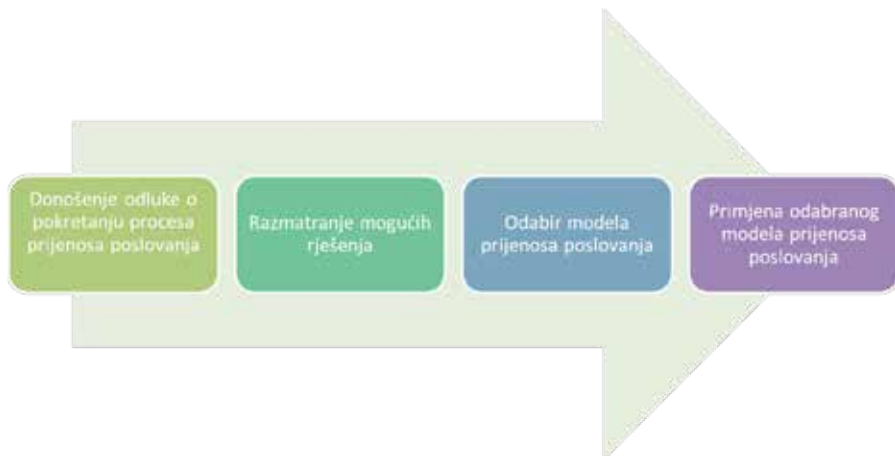 Donošenje odluke o
pokretanju procesa
prijenosa poslovanja
Razmatranje mogućih
rješenja
Odabir modela
prijenosa poslovanja
Primjena odabranog
modela prijenosa
poslovanja